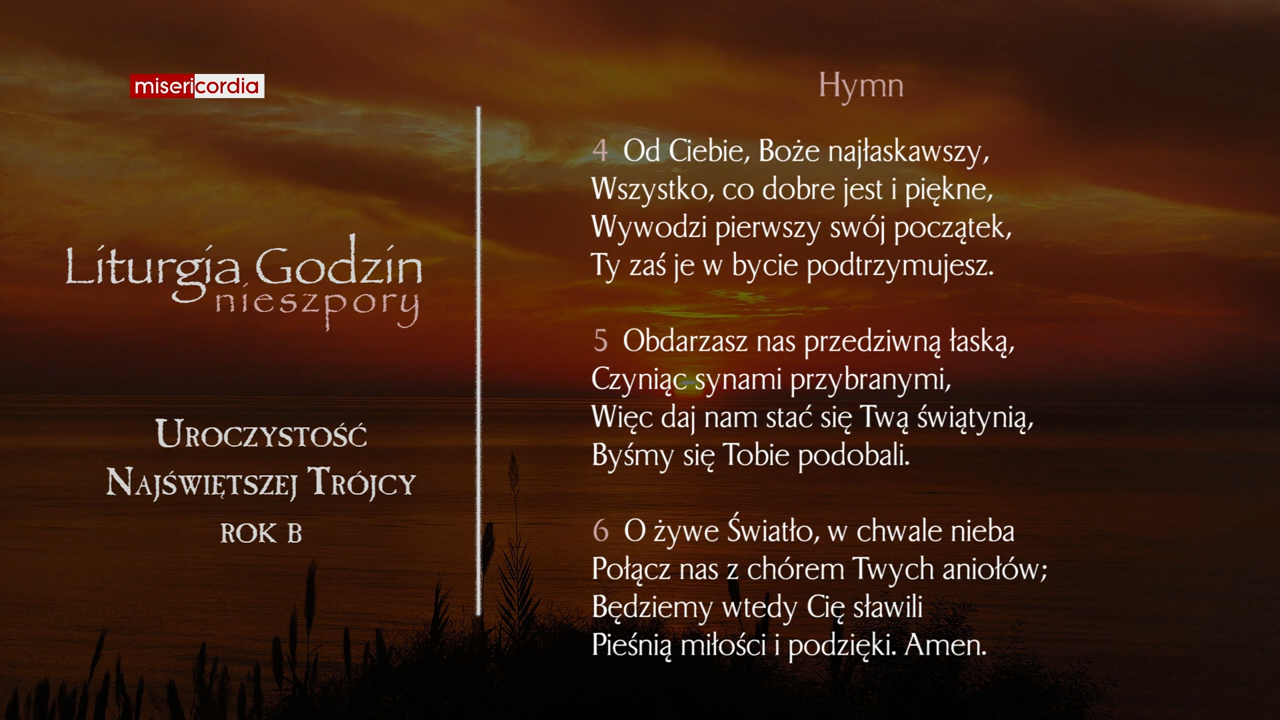 misericordia
Liturgia Godzin
nieszpory
Uroczystość
Najświętszej Trójcy
rok B
Hymn
4 Od Ciebie, Boże najłaskawszy,
Wszystko, co dobre jest i piękne,
Wywodzi pierwszy swój początek,
Ty zaś je w bycie podtrzymujesz.
5 Obdarzasz nas przedziwną łaską,
Czyniąc synami przybranymi,
Więc daj nam stać się Twą świątynią,
Byśmy się Tobie podobali.
6 O żywe Światło, w chwale nieba
Połącz nas z chórem Twych aniołów;
Będziemy wtedy Cię sławili
Pieśnią miłości i podzięki. Amen.